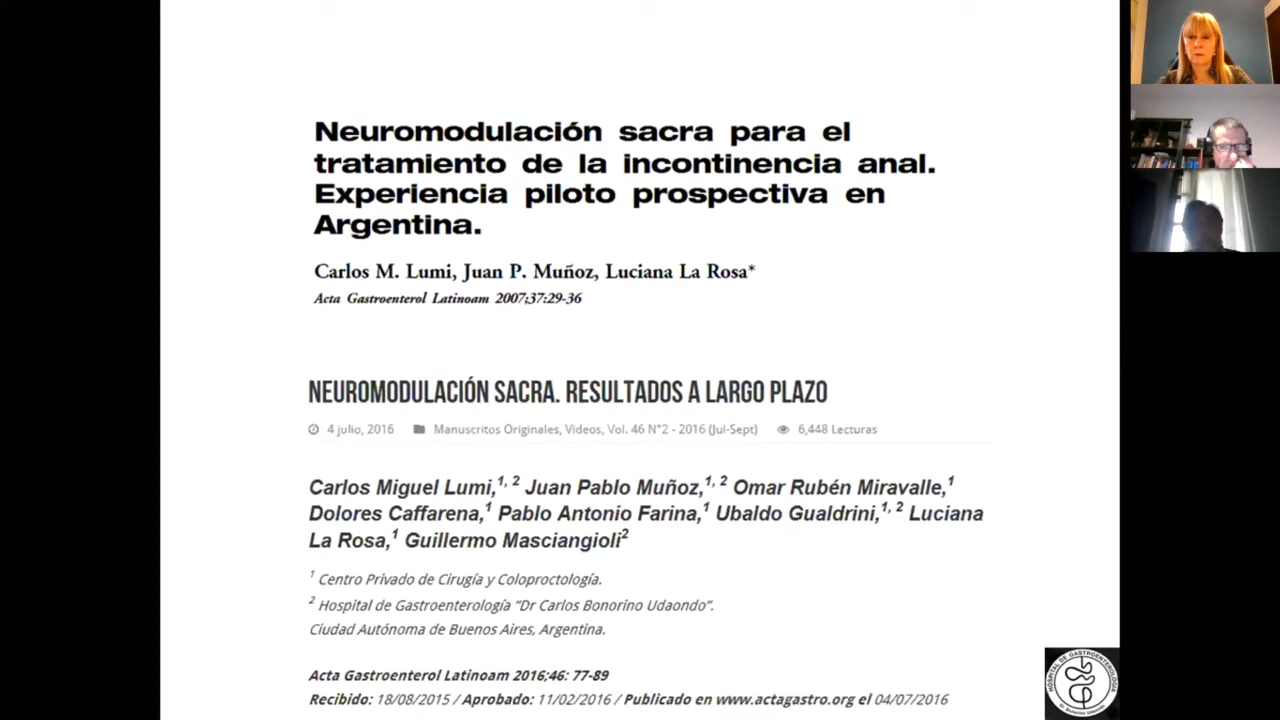 Neuromodulación sacra para el
tratamiento de la incontinencia anal.
Experiencia piloto prospectiva en
Argentina.
Carlos M. Lumi, Juan P. Muñoz, Luciana La Rosa*
Acta Gastroenterol Latinoam 2007;37:29-36
NEUROMODULACIÓN SACRA. RESULTADOS A LARGO PLAZO
4 julio, 2016 Manuscritos Originales, Videos, Vol. 46 N°2 - 2016 (Jul-Sept) 6,448 Lecturas
Carlos Miguel Lumi,1, 2 Juan Pablo Muñoz,1, 2 Omar Rubén Miravalle,1
Dolores Caffarena,1 Pablo Antonio Farina,1 Ubaldo Gualdrini,1, 2 Luciana
La Rosa,1 Guillermo Masciangioli2
1 Centro Privado de Cirugía y Coloproctología.
2 Hospital de Gastroenterología "Dr Carlos Bonorino Udaondo".
Ciudad Autónoma de Buenos Aires, Argentina.
Acta Gastroenterol Latinoam 2016;46: 77-89
Recibido: 18/08/2015 / Aprobado: 11/02/2016 / Publicado en www.actagastro.org el 04/07/2016
HOSPITAL DE GASTROENTEROLOGIA
Dr. Bonorino Udaondo